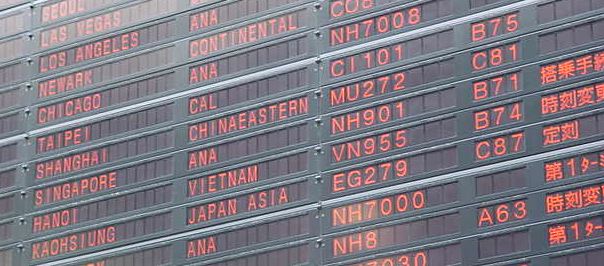 SEOUL
LAS VEGAS ANA
LOS ANGELES ANA
NEWARK CONTINENTAL CO8
CHICAGO ANA NH7008
TAIPEI CAL CI101 B75
SHANGHAI CHINAEASTERN MU272 C81
SINGAPORE ANA NH901 B71 搭乗手続
HANOI VIETNAM VN955 B74 時刻変更
KAOHSIUNG JAPAN ASIA EG279 C87 定刻
ANA NH7000 第1ター
NH8 A63 時刻変更
7030 第1ター